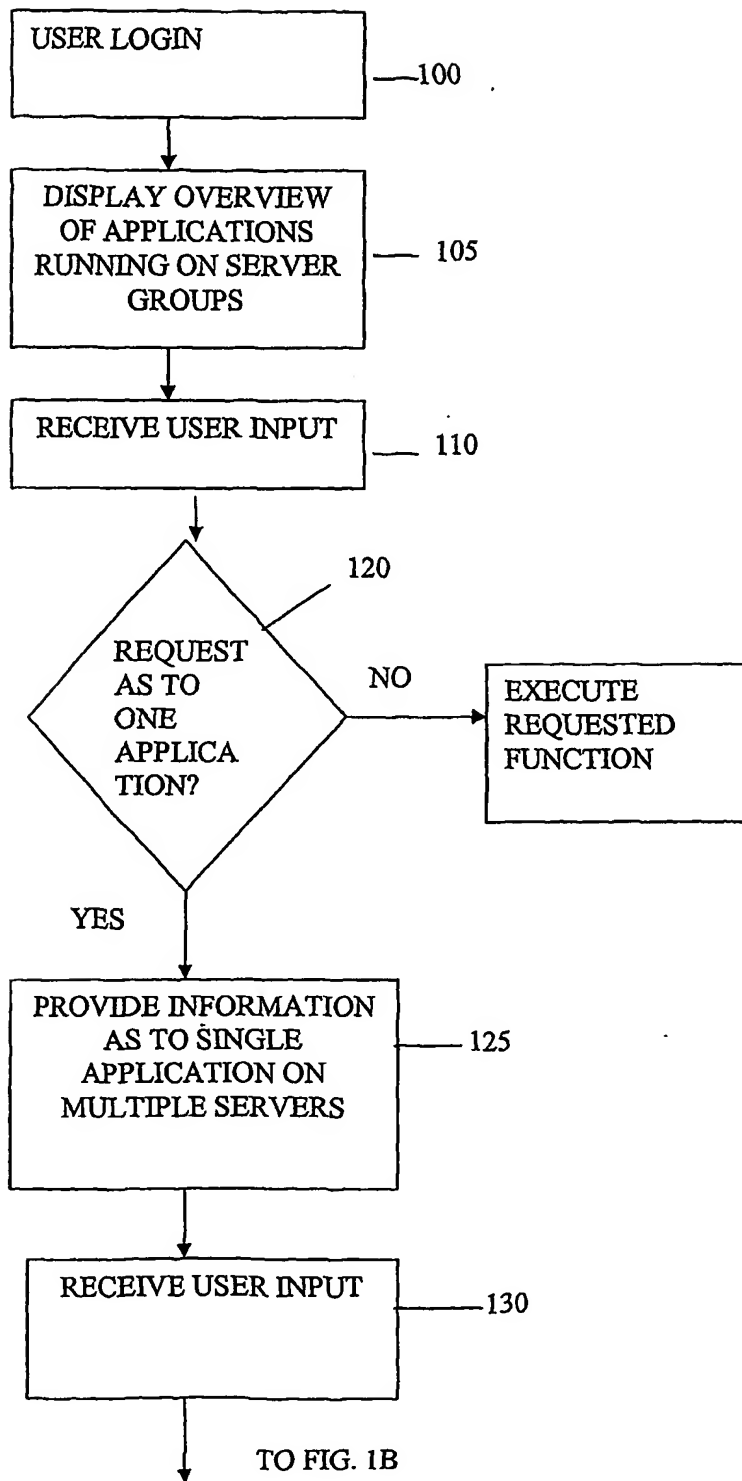 USER LOGIN
100
DISPLAY OVERVIEW
OF APPLICATIONS
RUNNING ON SERVER
GROUPS
105
RECEIVE USER INPUT
110
120
REQUEST
AS TO
ONE
APPLICA
TION?
NO
EXECUTE
REQUESTED
FUNCTION
YES
PROVIDE INFORMATION
AS TO SINGLE
APPLICATION ON
MULTIPLE SERVERS
125
RECEIVE USER INPUT
130
TO FIG. 1B